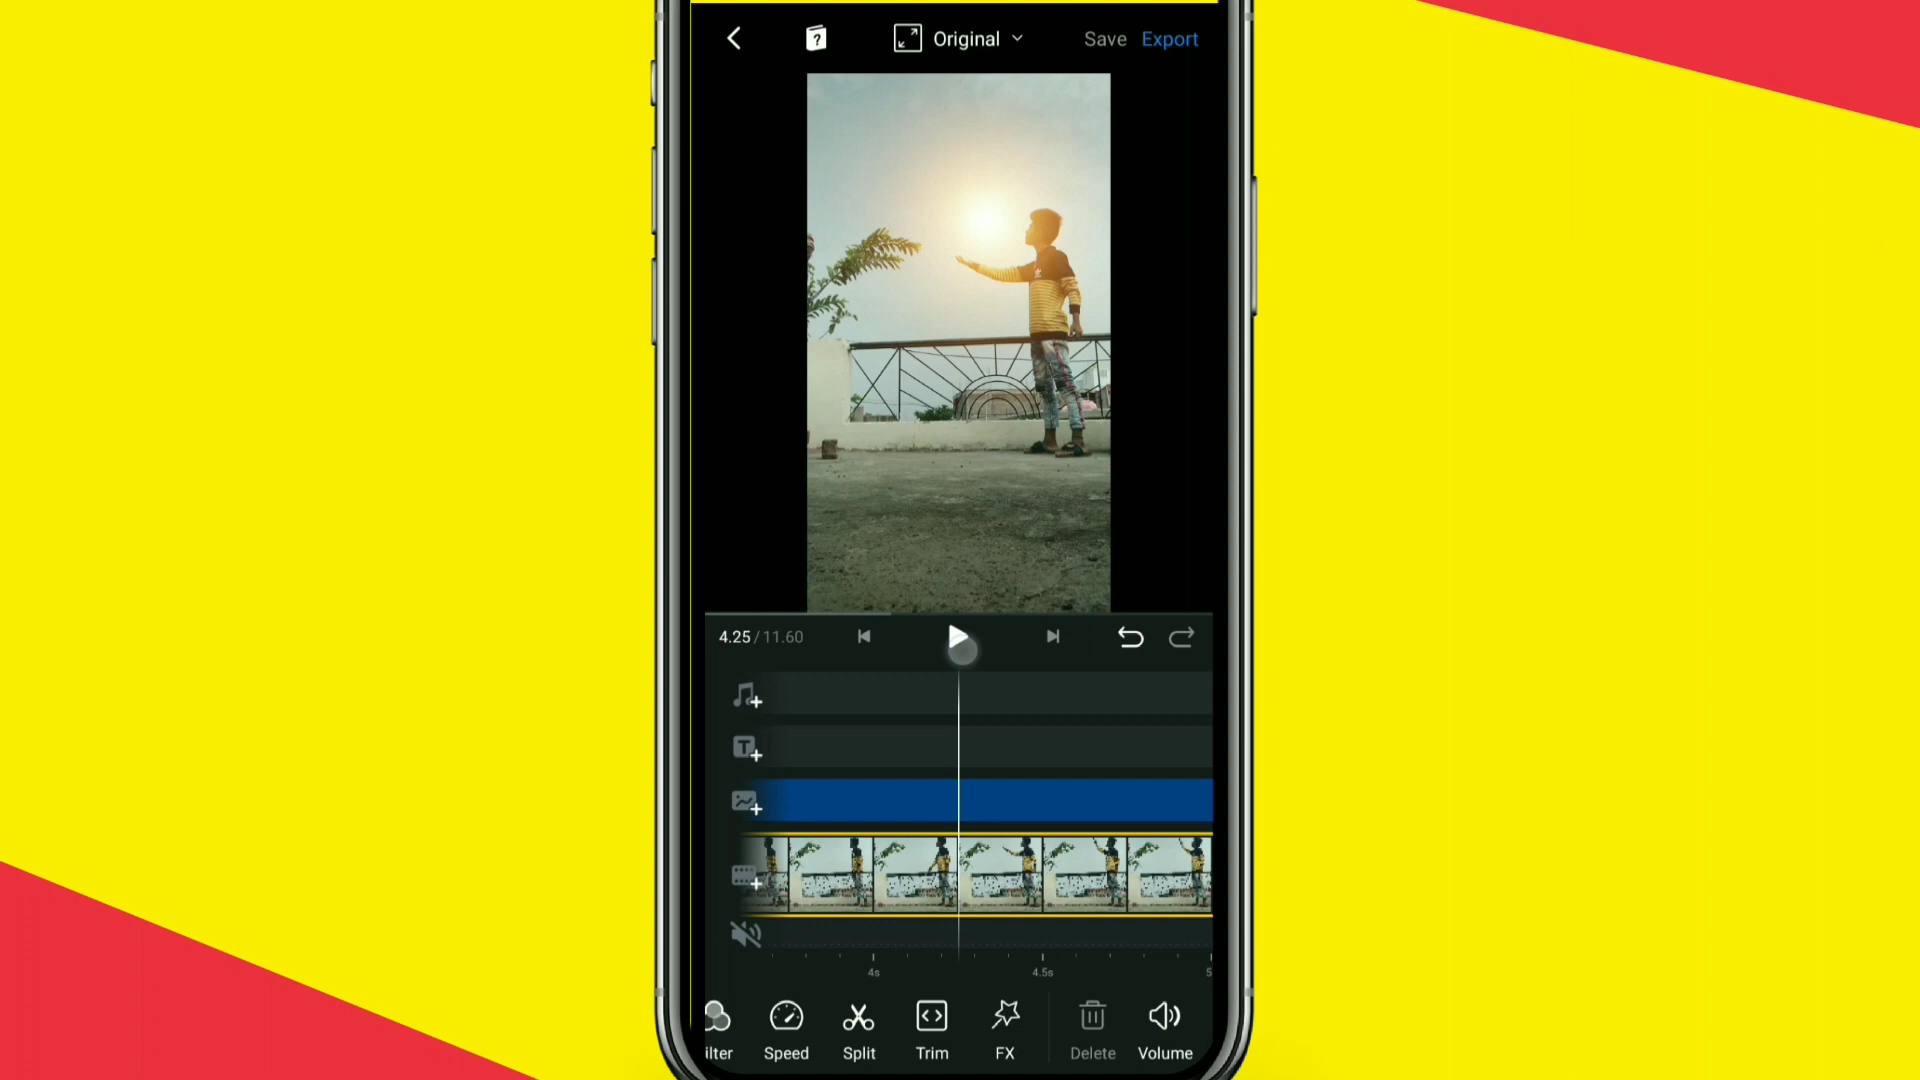 ?
Original
Save
Export
4.25 / 11.60
T
4s
4.5s
5
ilter
Speed
Split
Trim
FX
Delete
Volume